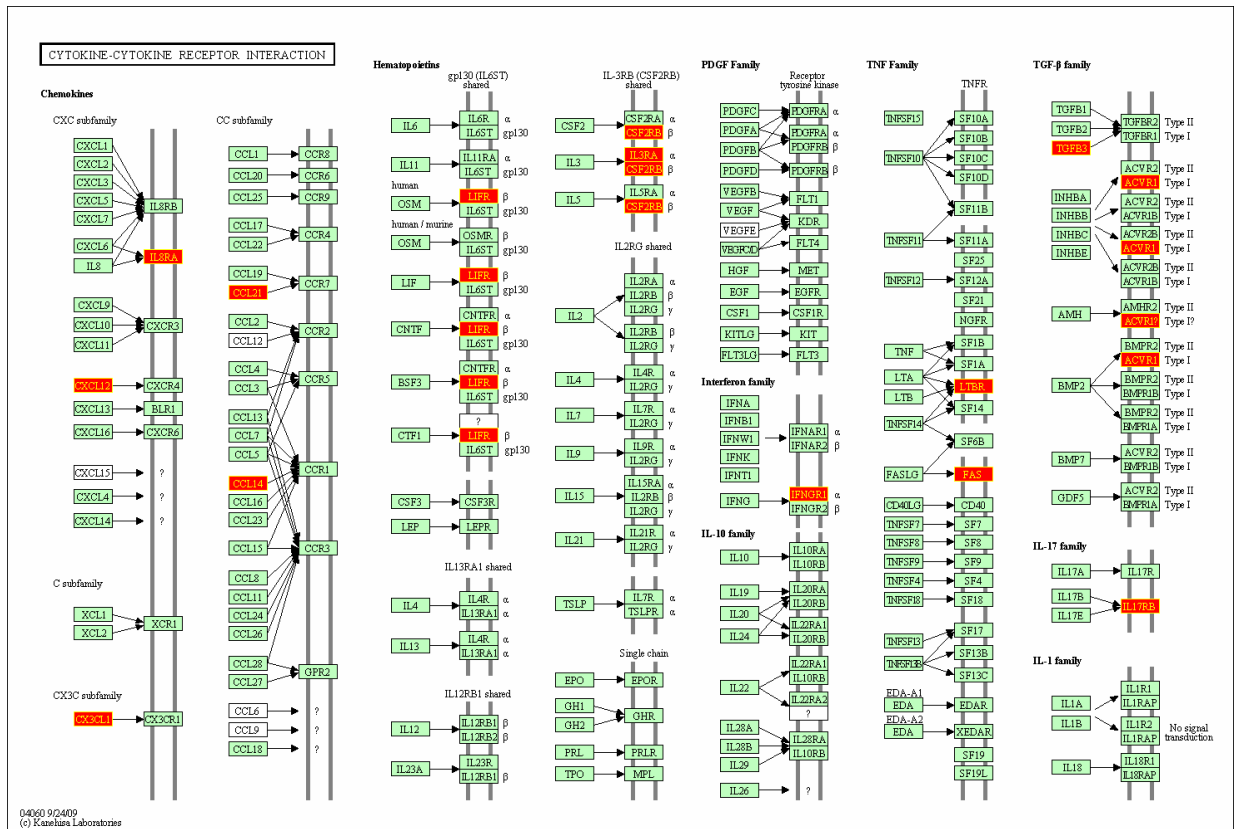 CYTOKINE-CYTOKINE RECEPTOR INTERACTION
Chemokines
CXC subfamily
CXCL1
CXCL2
CXCL3
CXCL5
CXCL7
IL8RB
CXCL6
IL8
IL8RA
CXCL9
CXCL10
CXCL11
CXCR3
CXCL12
CXCR4
CXCL13
BLR1
CXCL16
CXCR6
CXCL15
?
CXCL4
?
CXCL14
?
C subfamily
XCL1
XCL2
XCR1
CX3C subfamily
CX3CL1
CX3CR1
CC subfamily
CCL1
CCR8
CCL20
CCR6
CCL25
CCR9
CCL17
CCL22
CCR4
CCL19
CCL21
CCR7
CCL2
CCL12
CCR2
CCL4
CCL3
CCR5
CCL13
CCL7
CCL5
CCL14
CCR1
CCL16
CCL23
CCL15
CCR3
CCL8
CCL11
CCL24
CCL26
CCL28
CCL27
GPR2
CCL6
?
CCL9
?
CCL18
?
Hematopoietins
gp130 (IL6ST)
shared
IL6
IL6R α
IL6ST gp130
IL11
IL11RA α
IL6ST gp130
human
OSM
LIFR β
IL6ST gp130
human / murine
OSM
OSMR β
IL6ST gp130
LIF
LIFR β
IL6ST gp130
CNTF
CNTFR α
LIFR β
IL6ST gp130
BSF3
CNTFR α
LIFR β
IL6ST gp130
CTF1
?
LIFR β
IL6ST gp130
CSF3
CSF3R
LEP
LEPR
IL13RA1 shared
IL4
IL4R α
IL13RA1 α
IL13
IL4R α
IL13RA1 α
IL12RB1 shared
IL12
IL12RB1 β
IL12RB2 β
IL23A
IL23R
IL12RB1 β
IL-3RB (CSF2RB)
shared
CSF2
CSF2RA α
CSF2RB β
IL3
IL3RA α
CSF2RB β
IL5
IL5RA α
CSF2RB β
IL2RG shared
IL2
IL2RA α
IL2RB β
IL2RG γ
IL2RB β
IL2RG γ
IL4
IL4R α
IL2RG γ
IL7
IL7R α
IL2RG γ
IL9
IL9R α
IL2RG γ
IL15
IL15RA α
IL2RB β
IL2RG γ
IL21
IL21R α
IL2RG γ
TSLP
IL7R α
TSLPR α
Single chain
EPO
EPOR
GH1
GH2
GHR
PRL
PRLR
TPO
MPL
PDGF Family
Receptor
tyrosine kinase
PDGFC
PDGFA
PDGFB
PDGFD
PDGFRA α
PDGFRA α
PDGFRB β
PDGFRB β
VEGFB
VEGF
VEGFE
VEGFC/D
FLT1
KDR
FLT4
HGF
MET
EGF
EGFR
CSF1
CSF1R
KITLG
KIT
FLT3LG
FLT3
Interferon family
IFNA
IFNB1
IFNW1
IFNK
IFNT1
IFNAR1 α
IFNAR2 β
IFNG
IFNGR1 α
IFNGR2 β
IL-10 family
IL10
IL10RA
IL10RB
IL19
IL20
IL24
IL20RA
IL20RB
IL22RA1
IL20RB
IL22
IL22RA1
IL10RB
IL22RA2
?
IL28A
IL28B
IL29
IL28RA
IL10RB
IL26
?
TNF Family
TNFR
TNFSF15
TNFSF10
SF10A
SF10B
SF10C
SF10D
SF11B
TNFSF11
SF11A
SF25
TNFSF12
SF12A
SF21
NGFR
TNF
LTA
LTB
TNFSF14
SF1B
SF1A
LTBR
SF14
SF6B
FASLG
FAS
CD40LG
CD40
TNFSF7
SF7
TNFSF8
SF8
TNFSF9
SF9
TNFSF4
SF4
TNFSF18
SF18
TNFSF13
TNFSF13B
SF17
SF13B
SF13C
EDA-A1
EDA
EDAR
EDA-A2
EDA
XEDAR
SF19
SF19L
TGF-β family
TGFB1
TGFB2
TGFB3
TGFBR2 Type II
TGFBR1 Type I
INHBA
INHBB
INHBC
INHBE
ACVR2 Type II
ACVR1 Type I
ACVR2 Type II
ACVR1B Type I
ACVR2B Type II
ACVR1 Type I
ACVR2B Type II
ACVR1B Type I
AMH
AMHR2 Type II
ACVR1? Type I?
BMP2
BMPR2 Type II
ACVR1 Type I
BMPR2 Type II
BMPR1B Type I
BMPR2 Type II
BMPR1A Type I
BMP7
ACVR2 Type II
BMPR1B Type I
GDF5
ACVR2 Type II
BMPR1A Type I
IL-17 family
IL17A
IL17R
IL17B
IL17E
IL17RB
IL-1 family
IL1A
IL1B
IL1R1
IL1RAP
IL1R2
IL1RAP
No signal
transduction
IL18
IL18R1
IL18RAP
04060 9/24/09
(c) Kanehisa Laboratories